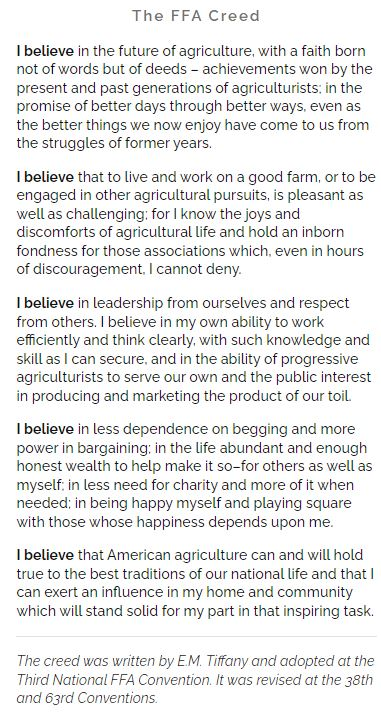 The FFA Creed
I believe in the future of agriculture, with a faith born
not of words but of deeds – achievements won by the
present and past generations of agriculturists; in the
promise of better days through better ways, even as
the better things we now enjoy have come to us from
the struggles of former years.
I believe that to live and work on a good farm, or to be
engaged in other agricultural pursuits, is pleasant as
well as challenging; for I know the joys and
discomforts of agricultural life and hold an inborn
fondness for those associations which, even in hours
of discouragement, I cannot deny.
I believe in leadership from ourselves and respect
from others. I believe in my own ability to work
efficiently and think clearly, with such knowledge and
skill as I can secure, and in the ability of progressive
agriculturists to serve our own and the public interest
in producing and marketing the product of our toil.
I believe in less dependence on begging and more
power in bargaining; in the life abundant and enough
honest wealth to help make it so–for others as well as
myself; in less need for charity and more of it when
needed; in being happy myself and playing square
with those whose happiness depends upon me.
I believe that American agriculture can and will hold
true to the best traditions of our national life and that I
can exert an influence in my home and community
which will stand solid for my part in that inspiring task.
The creed was written by E.M. Tiffany and adopted at the
Third National FFA Convention. It was revised at the 38th
and 63rd Conventions.